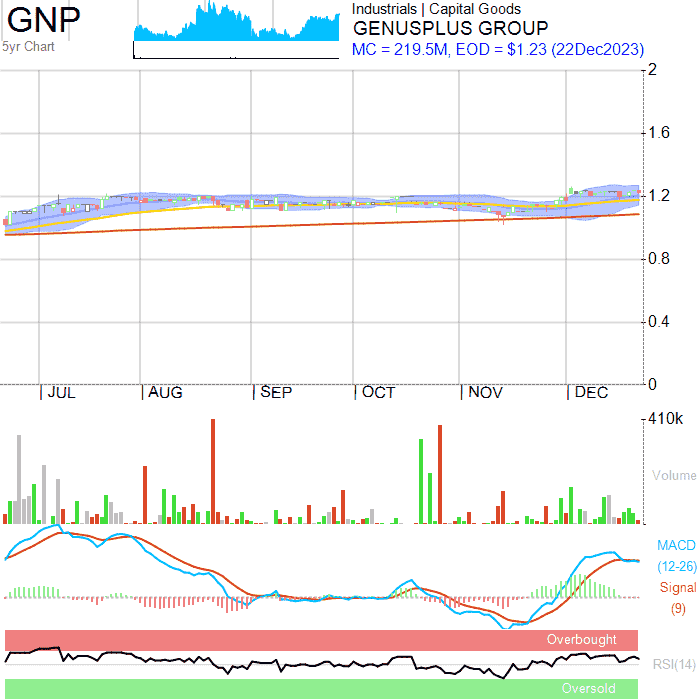 GNP
5yr Chart
Industrials | Capital Goods
GENUSPLUS GROUP
MC = 219.5M, EOD = $1.23 (22Dec2023)
2
1.6
1.2
0.8
0.4
0
JUL AUG SEP OCT NOV DEC
410k
Volume
MACD
(12-26)
Signal
(9)
Overbought
RSI(14)
Oversold